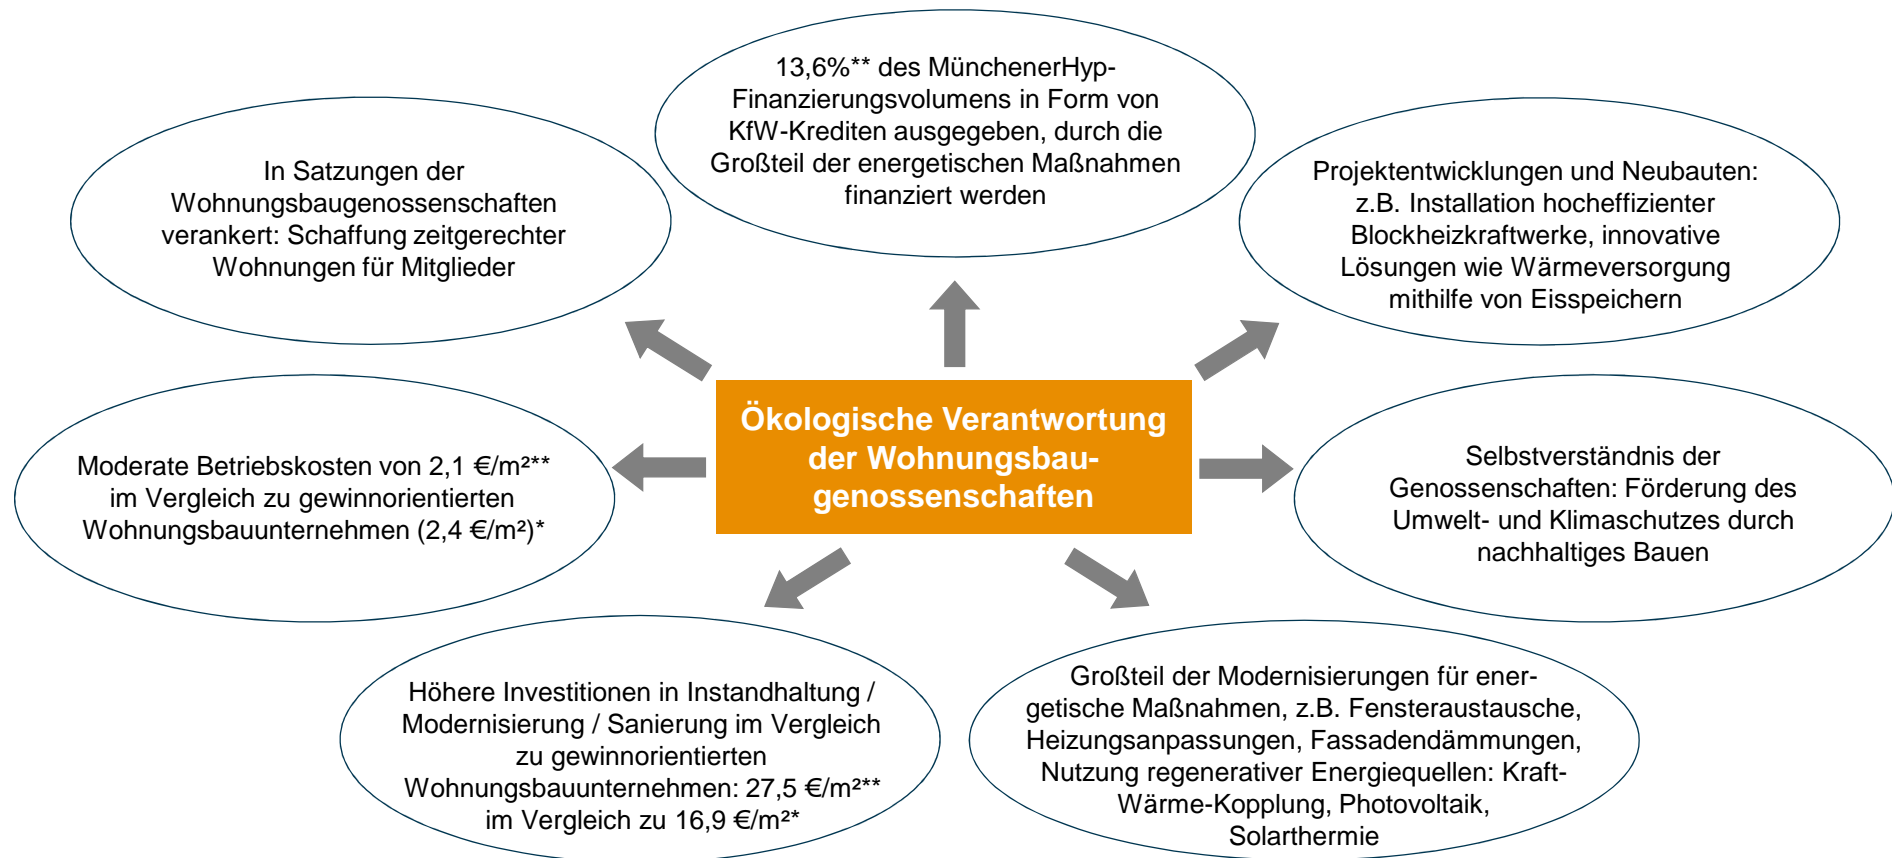 13,6%** des MünchenerHyp-
Finanzierungsvolumens in Form von
KfW-Krediten ausgegeben, durch die
Großteil der energetischen Maßnahmen
finanziert werden
In Satzungen der
Wohnungsbaugenossenschaften
verankert: Schaffung zeitgerechter
Wohnungen für Mitglieder
Projektentwicklungen und Neubauten:
z.B. Installation hocheffizienter
Blockheizkraftwerke, innovative
Lösungen wie Wärmeversorgung
mithilfe von Eisspeichern
Ökologische Verantwortung
der Wohnungsbau-
genossenschaften
Moderate Betriebskosten von 2,1 €/m²**
im Vergleich zu gewinnorientierten
Wohnungsbauunternehmen (2,4 €/m²)*
Selbstverständnis der
Genossenschaften: Förderung des
Umwelt- und Klimaschutzes durch
nachhaltiges Bauen
Höhere Investitionen in Instandhaltung /
Modernisierung / Sanierung im Vergleich
zu gewinnorientierten
Wohnungsbauunternehmen: 27,5 €/m²**
im Vergleich zu 16,9 €/m²*
Großteil der Modernisierungen für ener-
getische Maßnahmen, z.B. Fensteraustausche,
Heizungsanpassungen, Fassadendämmungen,
Nutzung regenerativer Energiequellen: Kraft-
Wärme-Kopplung, Photovoltaik,
Solarthermie